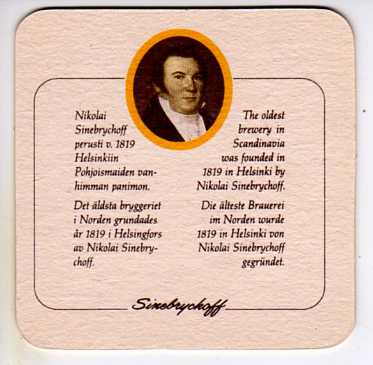 Nikolai
Sinebrychoff
perusti v. 1819
Helsinkiin
Pohjoismaiden van-
himman panimon.
Det äldsta bryggeriet
i Norden grundades
år 1819 i Helsingfors
av Nikolai Sinebry-
choff.
The oldest
brewery in
Scandinavia
was founded in
1819 in Helsinki by
Nikolai Sinebrychoff.
Die älteste Brauerei
im Norden wurde
1819 in Helsinki von
Nikolai Sinebrychoff
gegründet.
Sinebrychoff